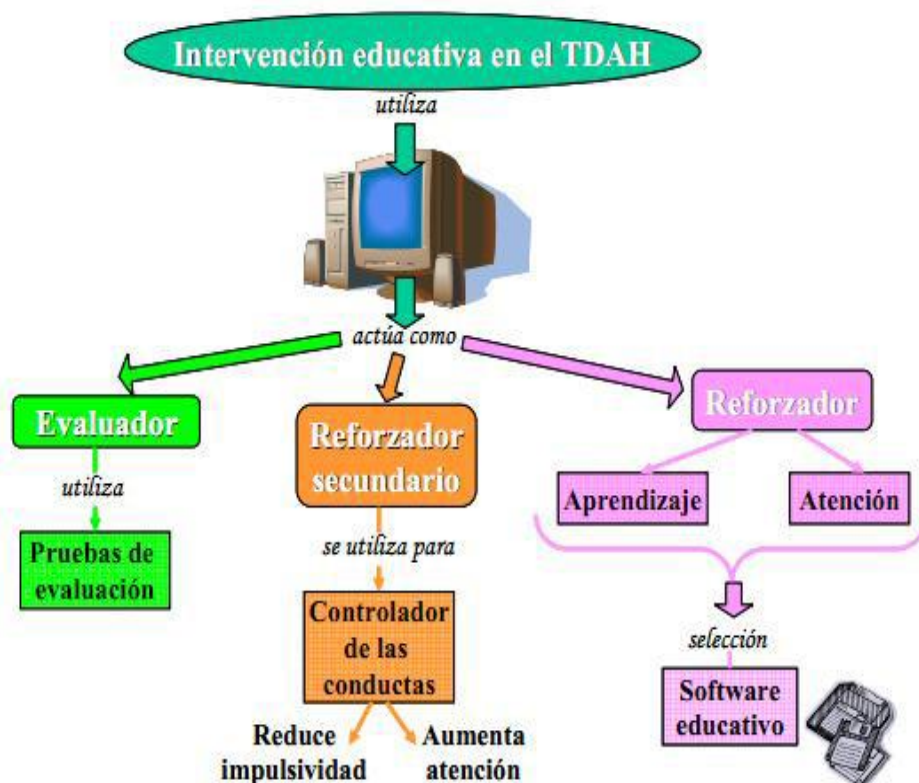 Intervención educativa en el TDAH
utiliza
actúa como
Evaluador
utiliza
Pruebas de
evaluación
Reforzador
secundario
se utiliza para
Controlador
de las
conductas
Reduce
impulsividad
Aumenta
atención
Reforzador
Aprendizaje
Atención
selección
Software
educativo